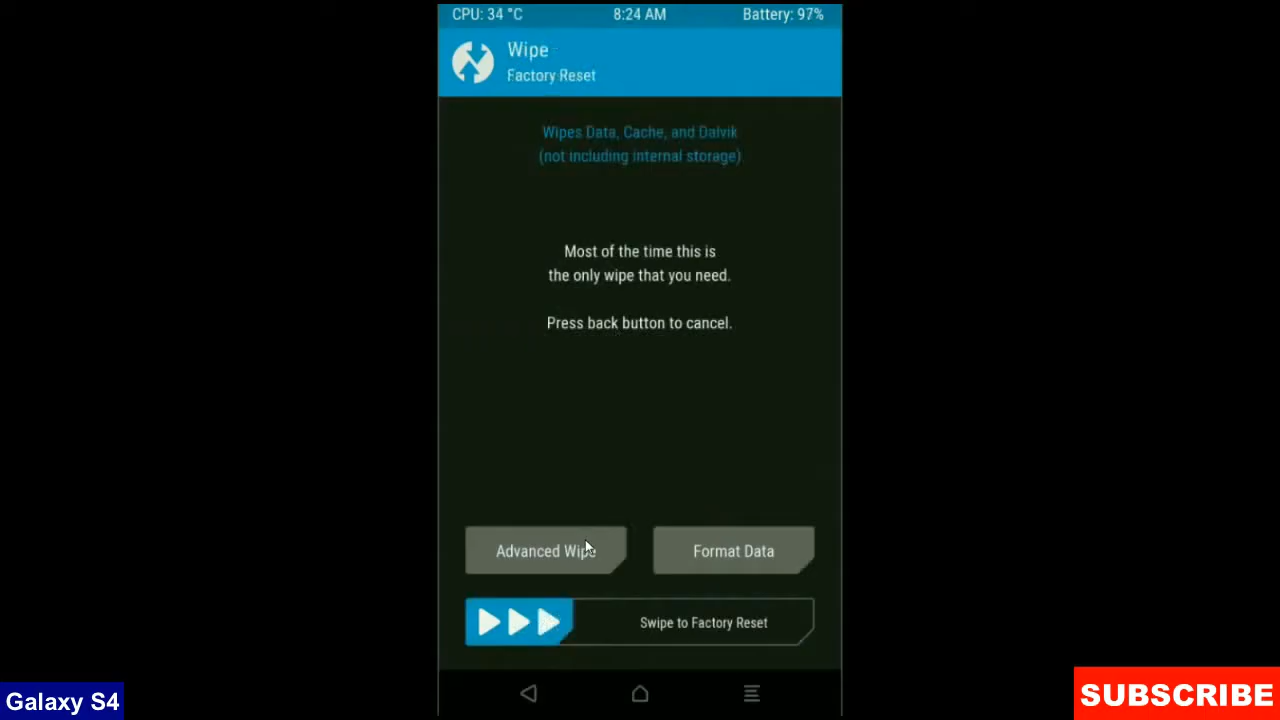 CPU: 34 °C 8:24 AM Battery: 97%
Wipe
Factory Reset
Wipes Data, Cache, and Dalvik
(not including internal storage)
Most of the time this is
the only wipe that you need.
Press back button to cancel.
Advanced Wipe Format Data
Swipe to Factory Reset
Galaxy S4
SUBSCRIBE